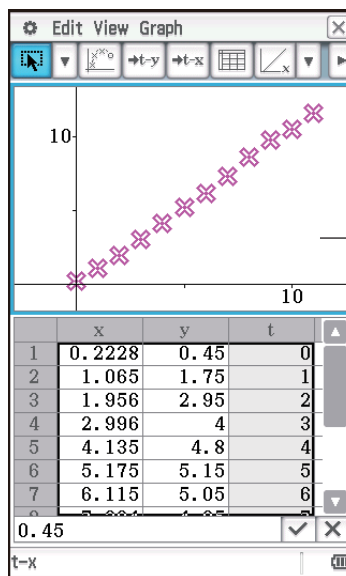 Edit View Graph
→t-y →t-x x
10
10
x y t
1 0.2228 0.45 0
2 1.065 1.75 1
3 1.956 2.95 2
4 2.996 4 3
5 4.135 4.8 4
6 5.175 5.15 5
7 6.115 5.05 6
0.45
t-x